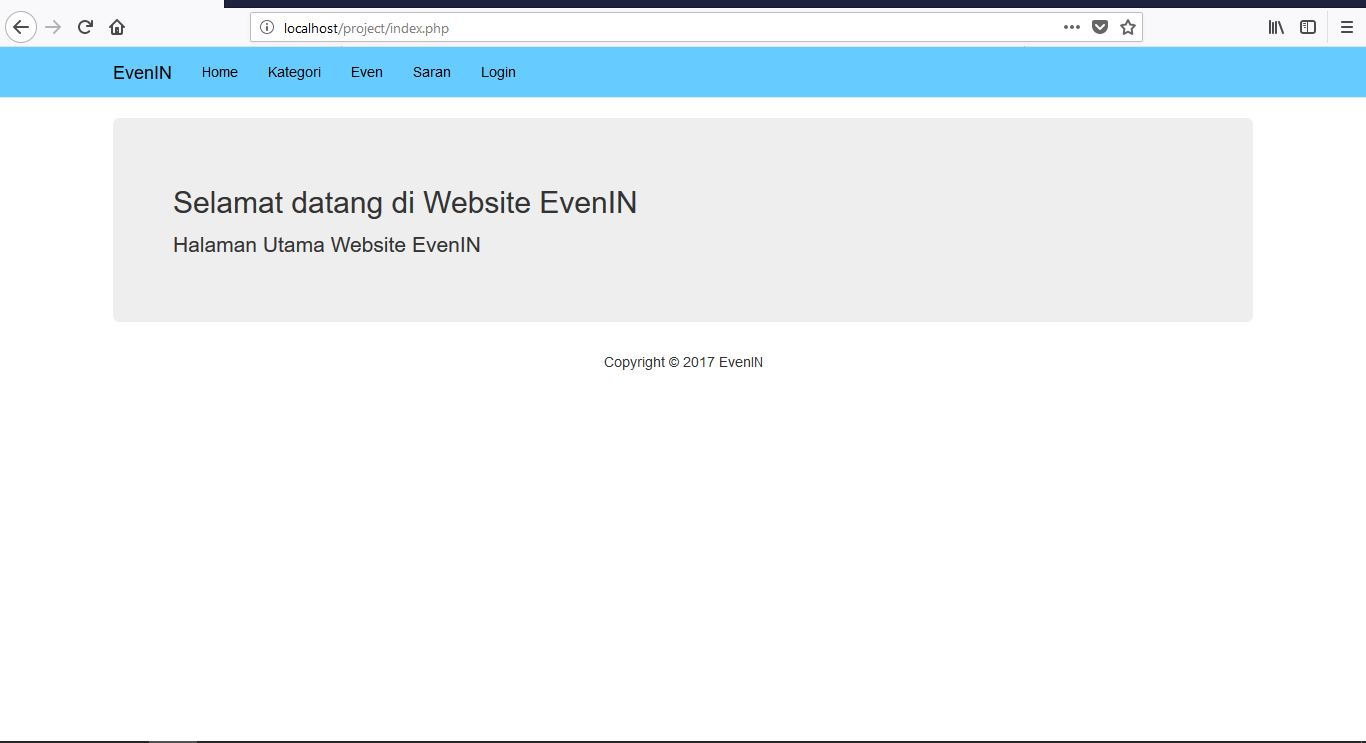 localhost/project/index.php
EvenIN Home Kategori Even Saran Login
Selamat datang di Website EvenIN
Halaman Utama Website EvenIN
Copyright © 2017 EvenIN